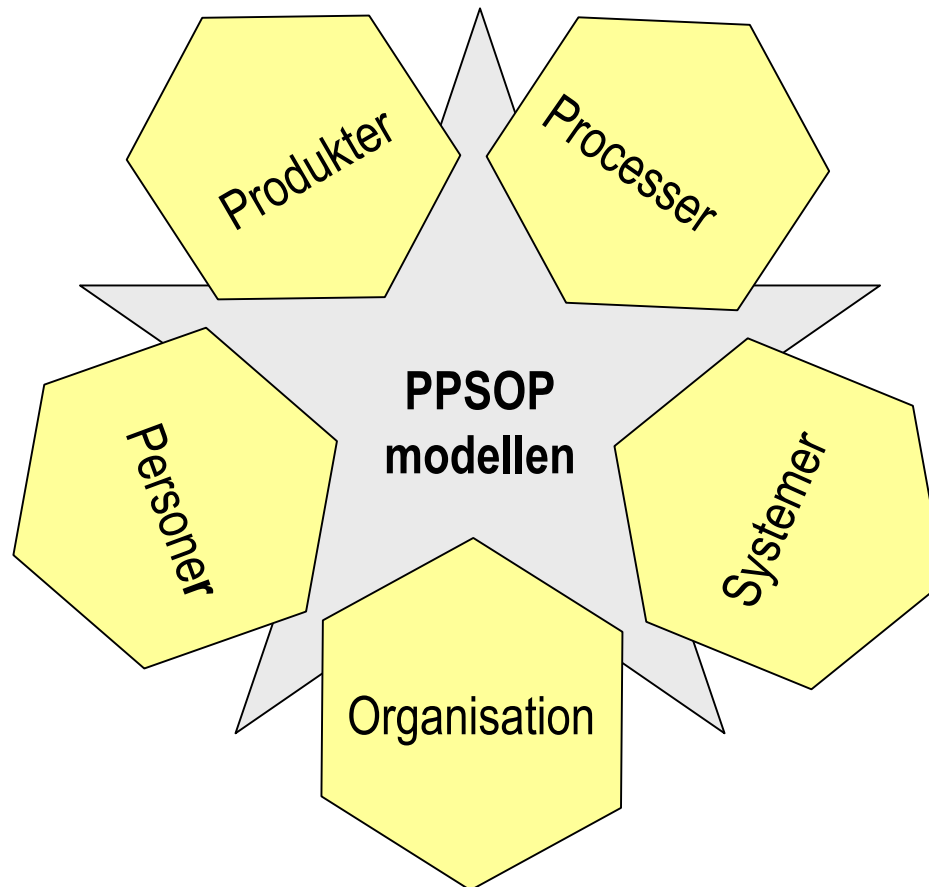 Produkter
Processer
PPSOP
modellen
Personer
Systemer
Organisation